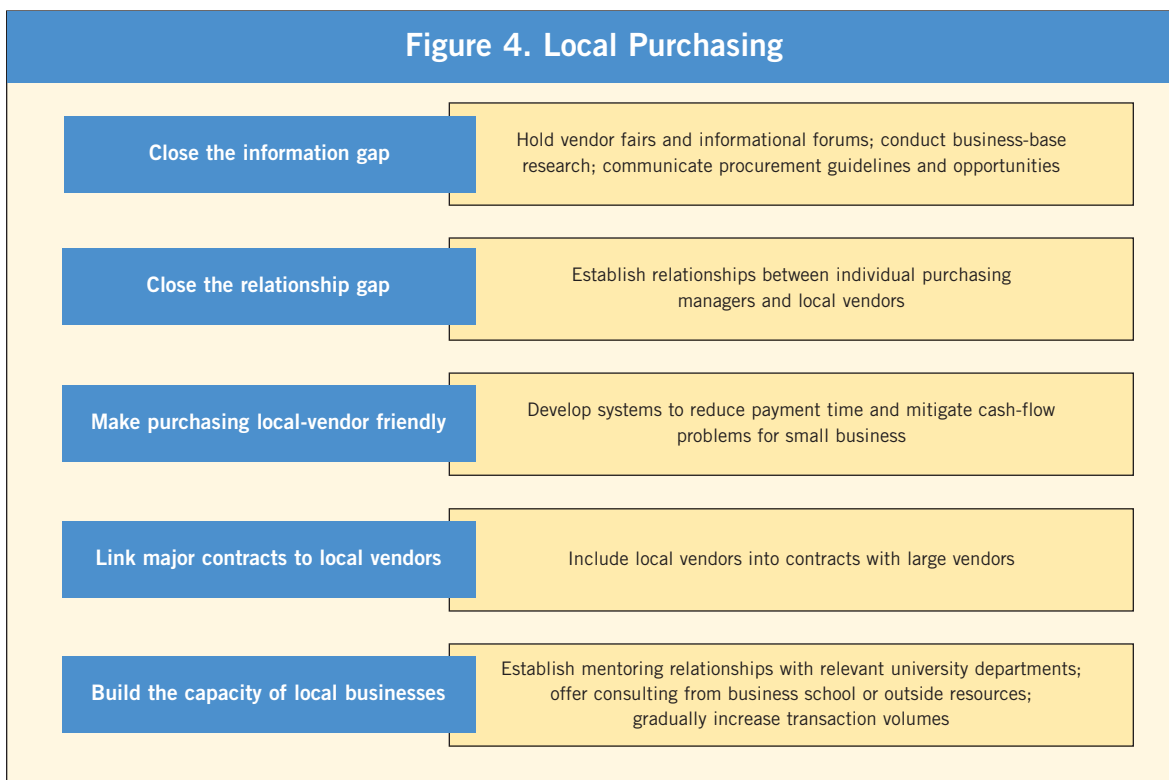 Figure 4. Local Purchasing
Close the information gap
Hold vendor fairs and informational forums; conduct business-base
research; communicate procurement guidelines and opportunities
Close the relationship gap
Establish relationships between individual purchasing
managers and local vendors
Make purchasing local-vendor friendly
Develop systems to reduce payment time and mitigate cash-flow
problems for small business
Link major contracts to local vendors
Include local vendors into contracts with large vendors
Build the capacity of local businesses
Establish mentoring relationships with relevant university departments;
offer consulting from business school or outside resources;
gradually increase transaction volumes